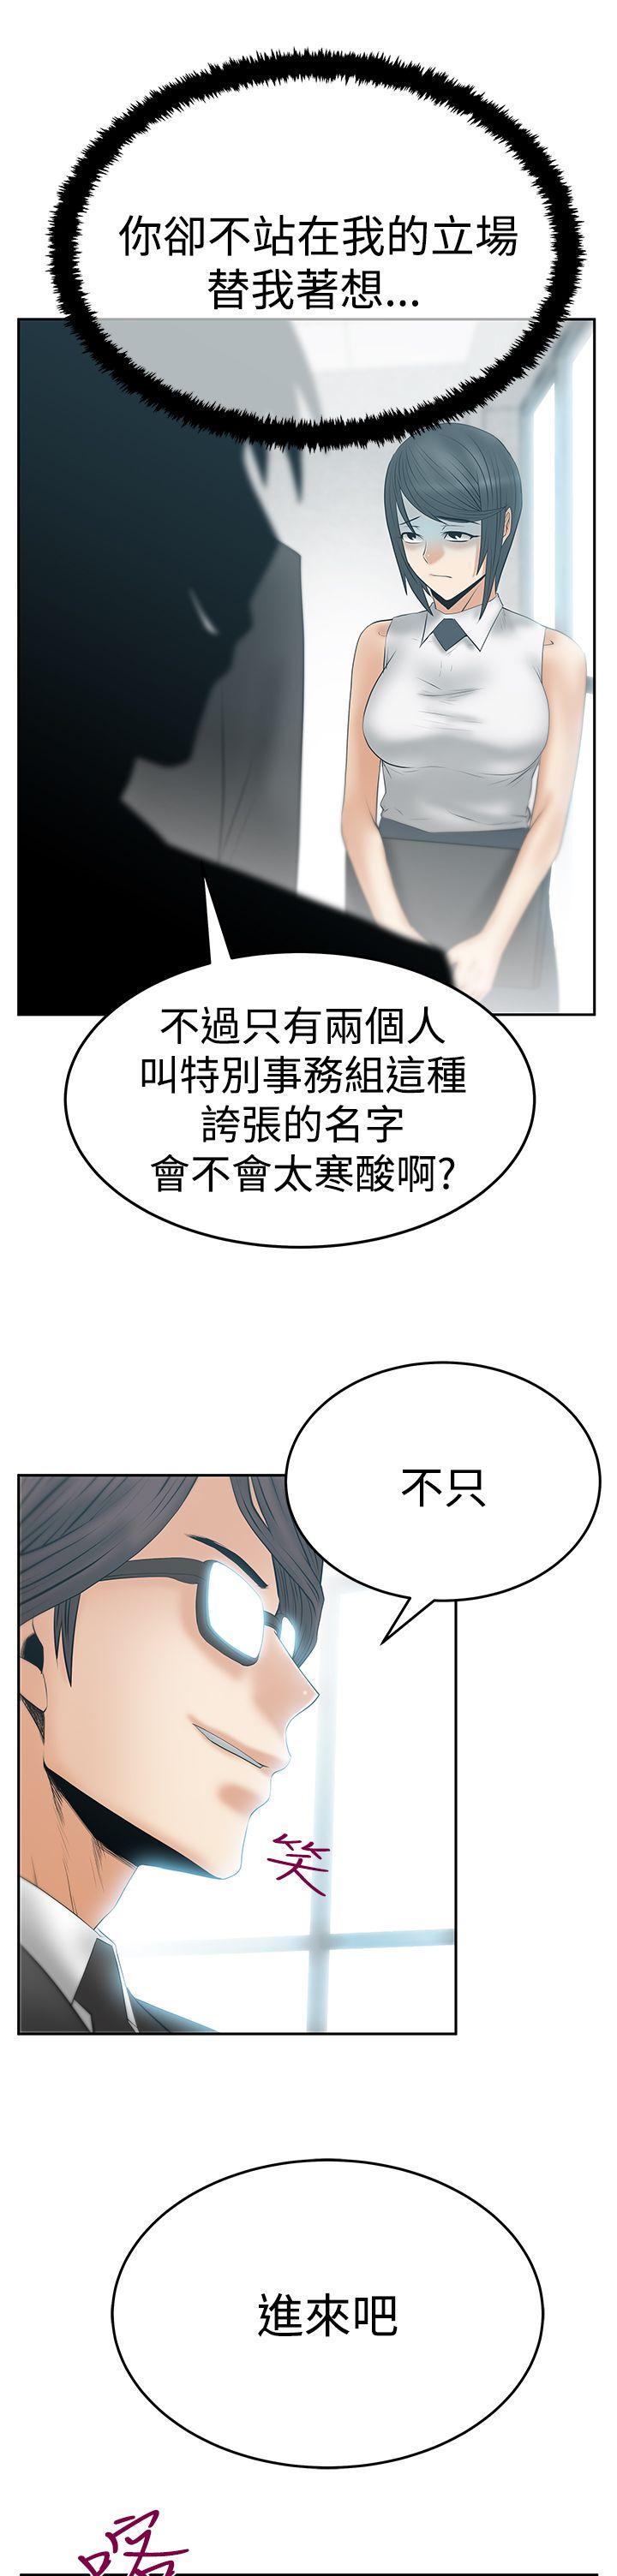 你卻不站在我的立場
替我著想...
不過只有兩個人
叫特別事務組這種
誇張的名字
會不會太寒酸啊?
不只
笑
進來吧
喀